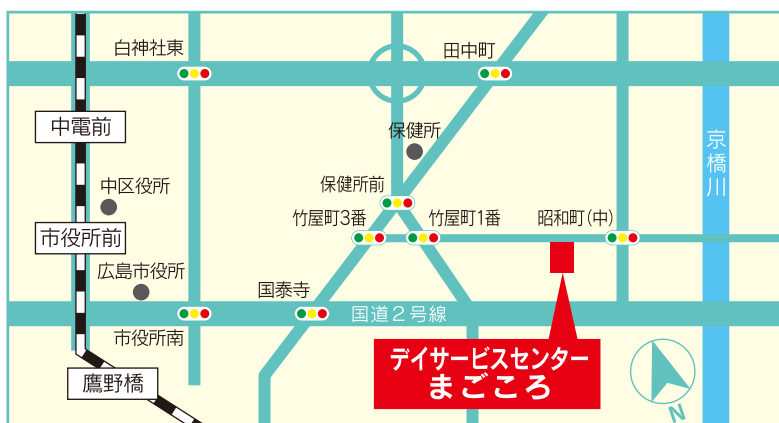 白神社東
田中町
中電前
保健所
京橋川
中区役所
保健所前
竹屋町3番
竹屋町1番
昭和町(中)
市役所前
広島市役所
国泰寺
国道2号線
市役所南
デイサービスセンター
まごころ
鷹野橋
N